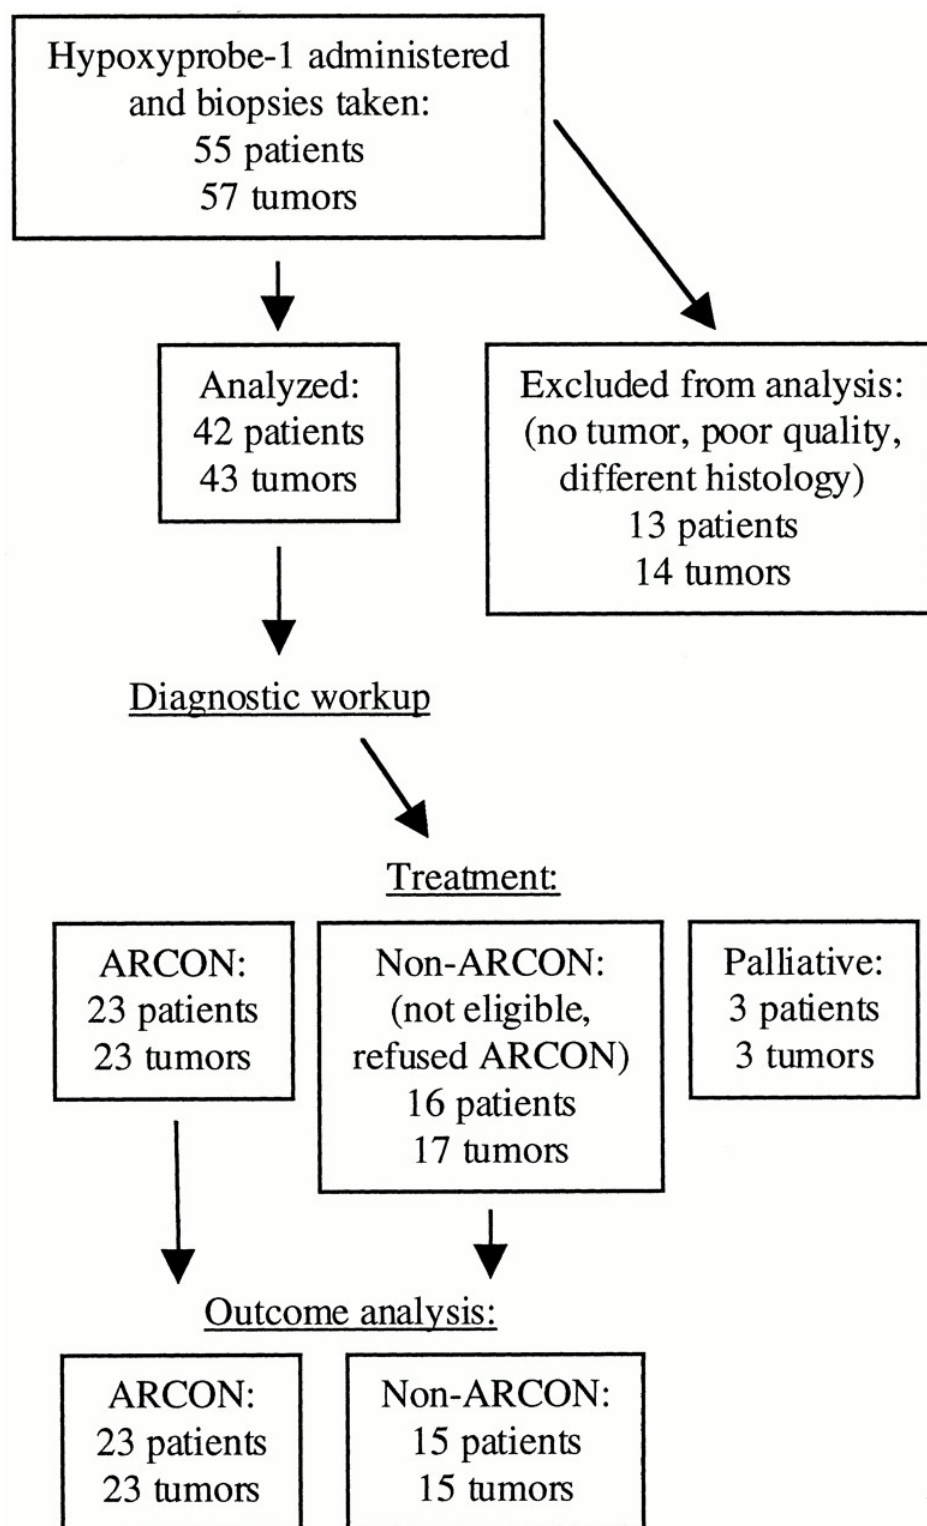 Hypoxyprobe-1 administered
and biopsies taken:
55 patients
57 tumors
Analyzed:
42 patients
43 tumors
Excluded from analysis:
(no tumor, poor quality,
different histology)
13 patients
14 tumors
Diagnostic workup
Treatment:
ARCON:
23 patients
23 tumors
Non-ARCON:
(not eligible,
refused ARCON)
16 patients
17 tumors
Palliative:
3 patients
3 tumors
Outcome analysis:
ARCON:
23 patients
23 tumors
Non-ARCON:
15 patients
15 tumors